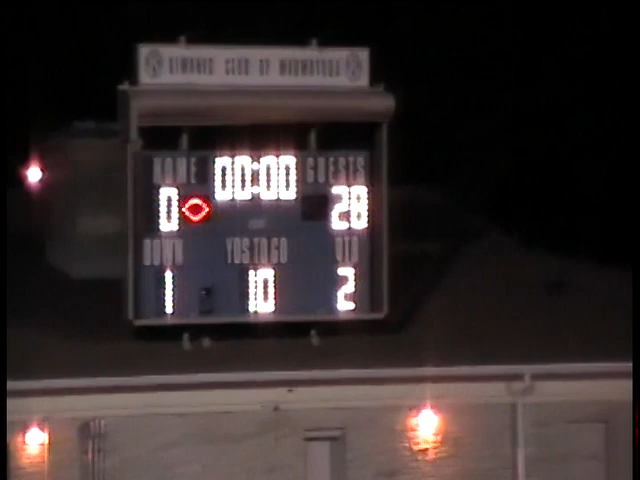 KIWANIS CLUB OF WAUWATOSA
HOME 00:00 GUESTS
0 28
DOWN YDS TO GO QTR
1 10 2